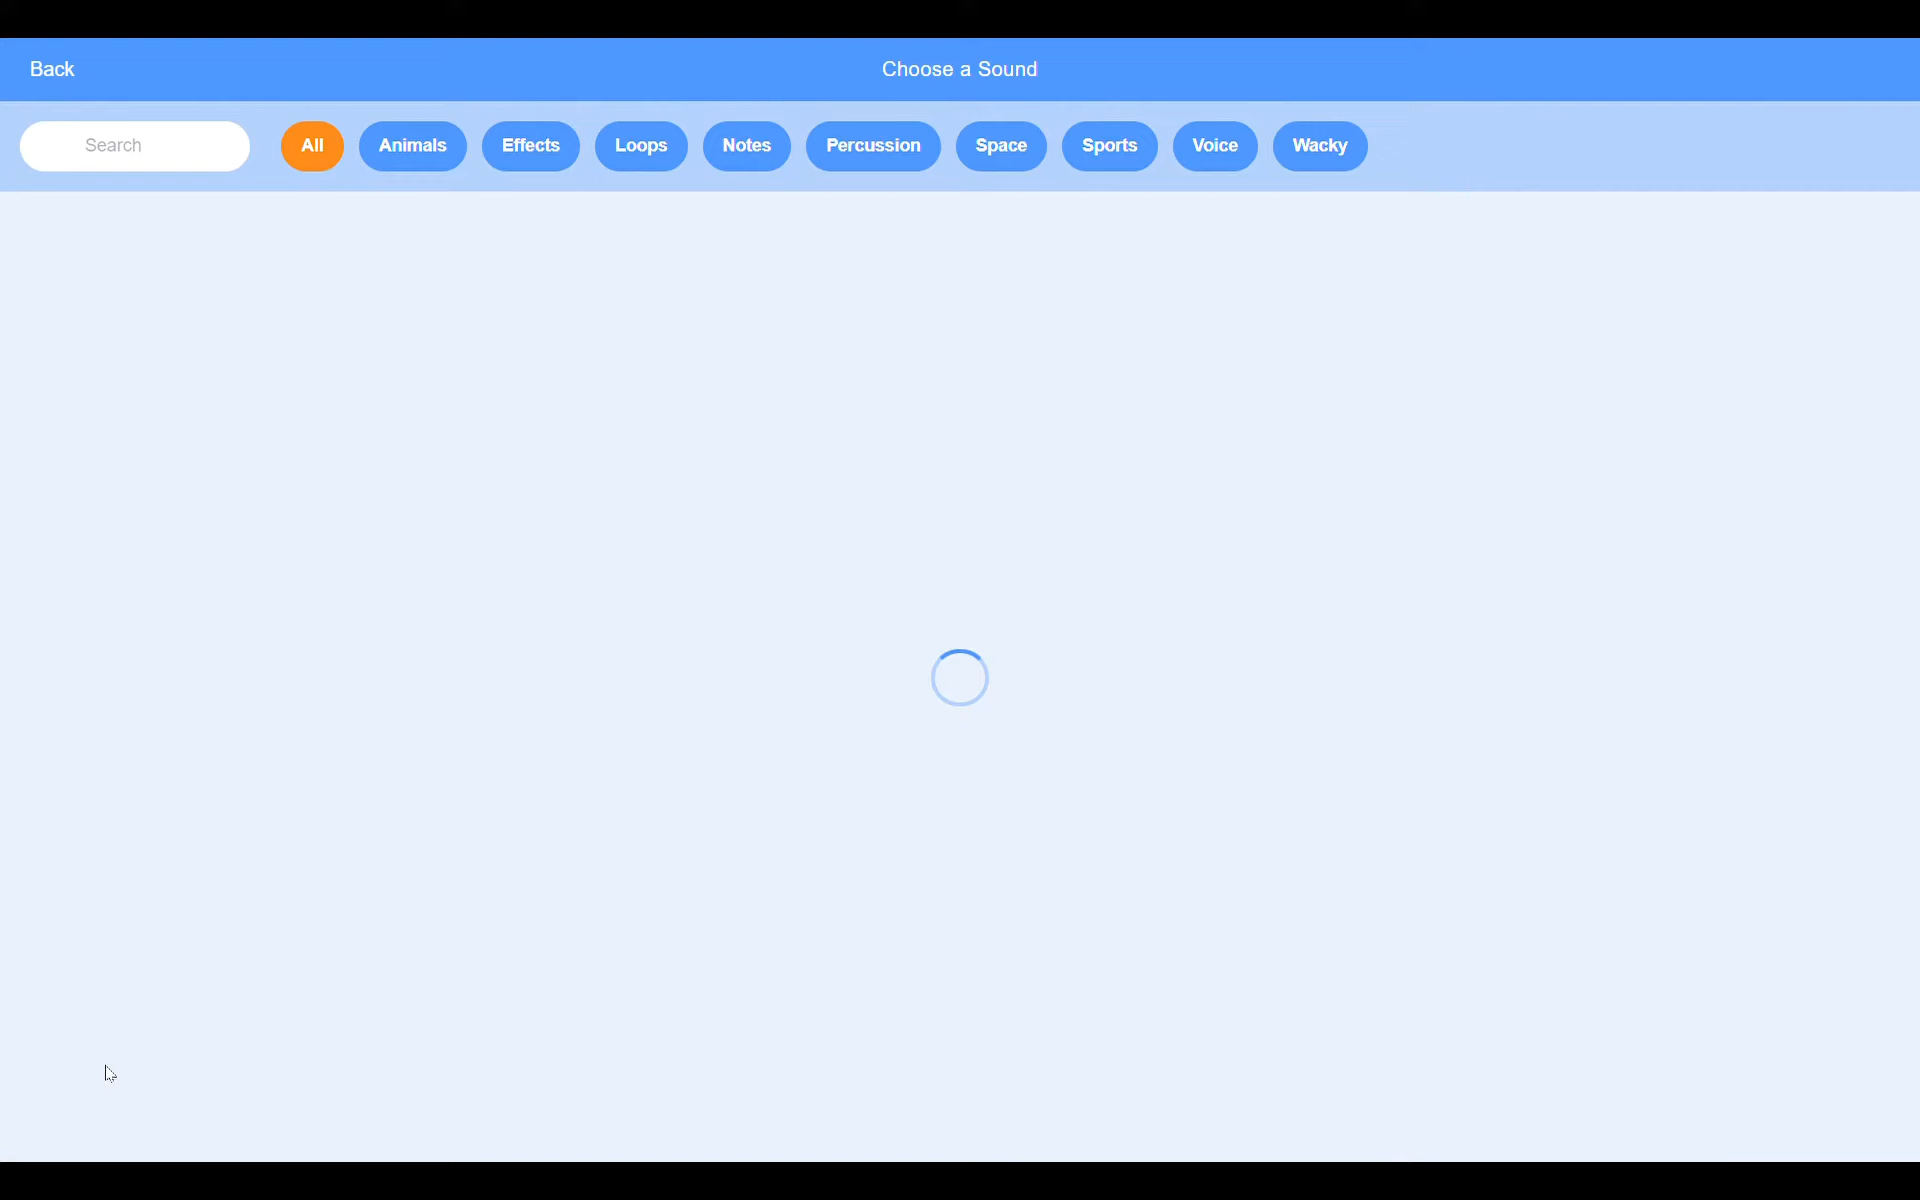 Back
Choose a Sound
Search
All
Animals
Effects
Loops
Notes
Percussion
Space
Sports
Voice
Wacky